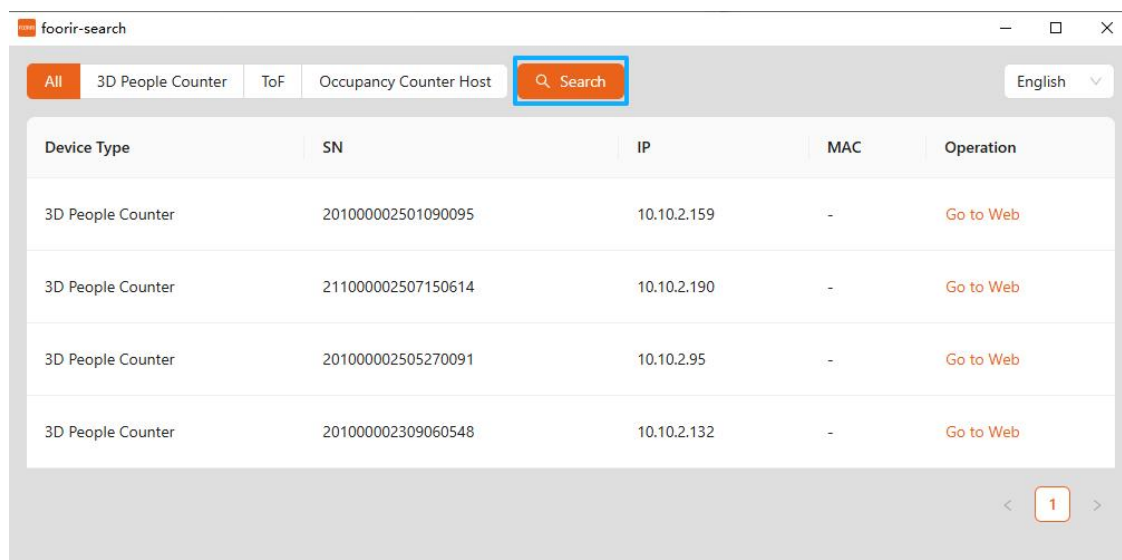 foorir-search
All 3D People Counter ToF Occupancy Counter Host Search English
Device Type SN IP MAC Operation
3D People Counter 201000002501090095 10.10.2.159 - Go to Web
3D People Counter 211000002507150614 10.10.2.190 - Go to Web
3D People Counter 201000002505270091 10.10.2.95 - Go to Web
3D People Counter 201000002309060548 10.10.2.132 - Go to Web
< 1 >